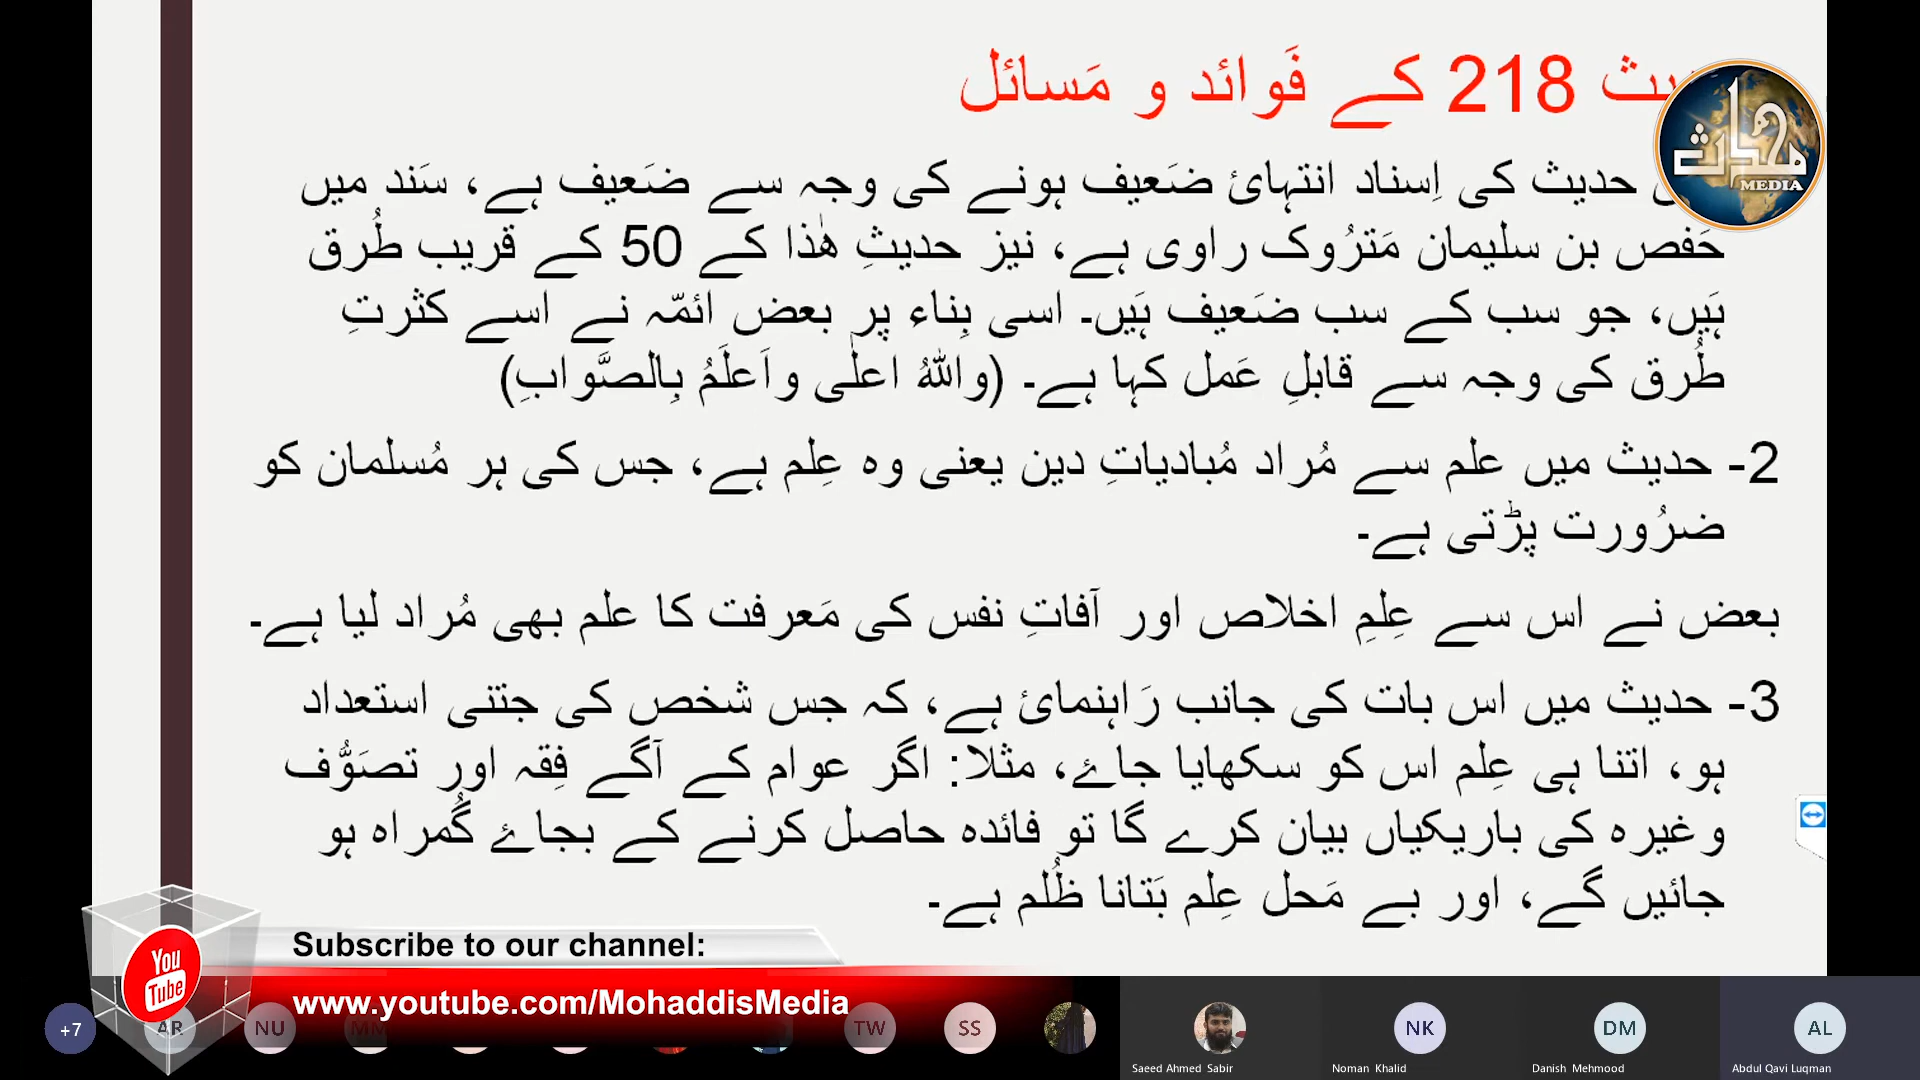 218 کے فَوائد و مَسائل
حدیث کی اِسناد انتہائ ضَعیف ہونے کی وجہ سے ضَعیف ہے، سَند میں
حَفص بن سلیمان مَترُوک راوی ہے، نیز حدیثِ ھٰذا کے 50 کے قریب طُرق
ہَیں، جو سب کے سب ضَعیف ہَیں۔ اسی بِناء پر بعض ائمّہ نے اسے کثرتِ
طُرق کی وجہ سے قابلِ عَمل کہا ہے۔ (واللہُ اعلٰی واَعلَمُ بِالصَّوابِ)
2- حدیث میں علم سے مُراد مُبادیاتِ دین یعنی وہ عِلم ہے، جس کی ہر مُسلمان کو
ضرُورت پڑتی ہے۔
بعض نے اس سے عِلمِ اخلاص اور آفاتِ نفس کی مَعرفت کا علم بھی مُراد لیا ہے۔
3- حدیث میں اس بات کی جانب رَاہنمائ ہے، کہ جس شخص کی جتنی استعداد
ہو، اتنا ہی عِلم اس کو سکھایا جاۓ، مثلا: اگر عوام کے آگے فِقہ اور تصَوُّف
وغیرہ کی باریکیاں بیان کرے گا تو فائدہ حاصل کرنے کے بجاۓ گُمراہ ہو
جائیں گے، اور بے مَحل عِلم بَتانا ظُلم ہے۔
محدث
MEDIA
You
Tube
Subscribe to our channel:
www.youtube.com/MohaddisMedia
+7
AR
NU
TW
SS
NK
DM
AL
Saeed Ahmed Sabir
Noman Khalid
Danish Mehmood
Abdul Qavi Luqman